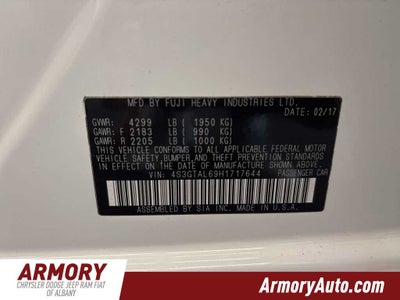 MFD. BY FUJI HEAVY INDUSTRIES LTD.
DATE: 02/17
GVWR: 4299 LB ( 1950 KG)
GAWR: F 2183 LB ( 990 KG)
GAWR: R 2205 LB ( 1000 KG)
THIS VEHICLE CONFORMS TO ALL APPLICABLE FEDERAL MOTOR
VEHICLE SAFETY, BUMPER, AND THEFT PREVENTION STANDARDS
IN EFFECT ON THE DATE OF MANUFACTURE SHOWN ABOVE.
VIN: 4S3GTAL69H1717644 PASSENGER CAR
ASSEMBLED BY SIA INC. MADE IN U.S.A.
ARMORY
CHRYSLER DODGE JEEP RAM FIAT
OF ALBANY
ArmoryAuto.com